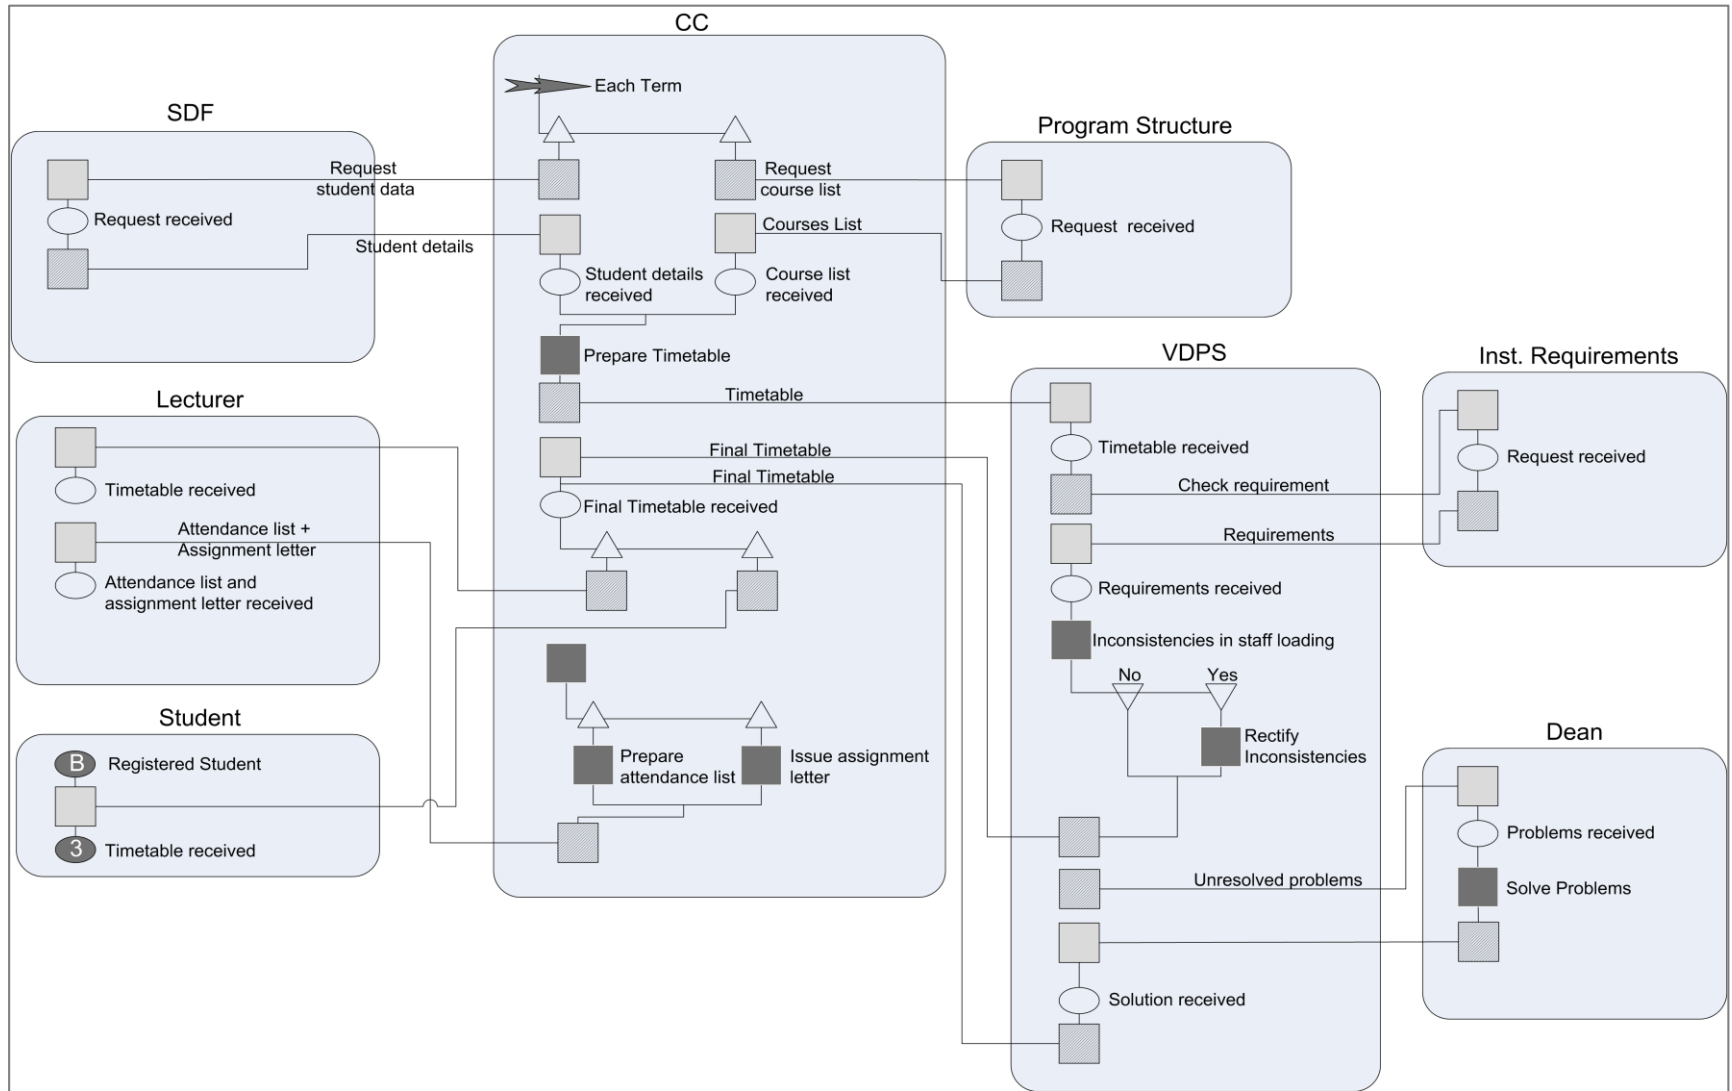 CC
Each Term
SDF
Request
student data
Request received
Student details
Request
course list
Courses List
Student details
received
Course list
received
Prepare Timetable
Timetable
Final Timetable
Final Timetable
Final Timetable received
Prepare
attendance list
Issue assignment
letter
Program Structure
Request  received
Lecturer
Timetable received
Attendance list +
Assignment letter
Attendance list and
assignment letter received
Student
B
Registered Student
3
Timetable received
VDPS
Timetable received
Check requirement
Requirements
Requirements received
Inconsistencies in staff loading
No
Yes
Rectify
Inconsistencies
Unresolved problems
Solution received
Inst. Requirements
Request received
Dean
Problems received
Solve Problems